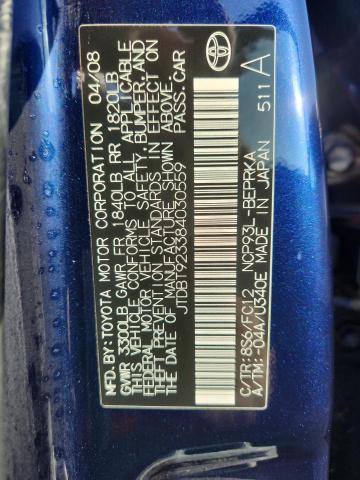 MFD. BY: TOYOTA MOTOR CORPORATION 04/08
GVWR 3300LB GAWR FR 1840LB RR 1820LB
THIS VEHICLE CONFORMS TO ALL APPLICABLE
FEDERAL MOTOR VEHICLE SAFETY, BUMPER, AND
THEFT PREVENTION STANDARDS IN EFFECT ON
THE DATE OF MANUFACTURE SHOWN ABOVE.
JTDBT923384036559 PASS.CAR
C/TR: 8S6/FC12 NCP93L-BEPRKA
A/TM: -04A/U340E MADE IN JAPAN 511 A